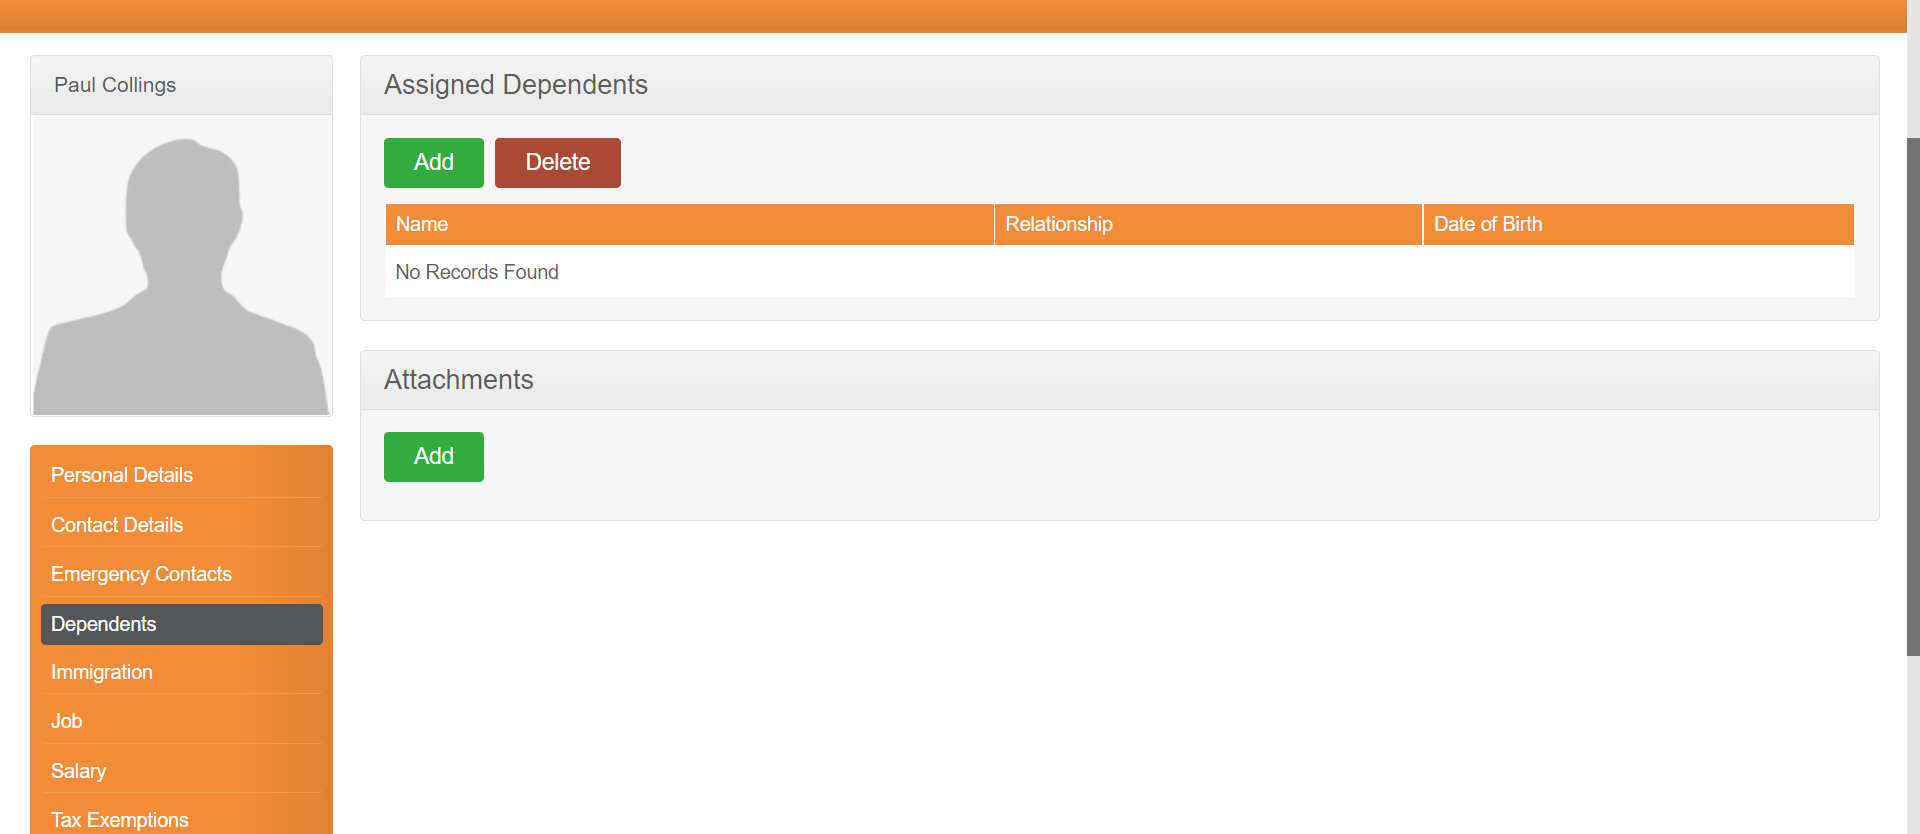 Paul Collings
Assigned Dependents
Add
Delete
Name
Relationship
Date of Birth
No Records Found
Attachments
Add
Personal Details
Contact Details
Emergency Contacts
Dependents
Immigration
Job
Salary
Tax Exemptions